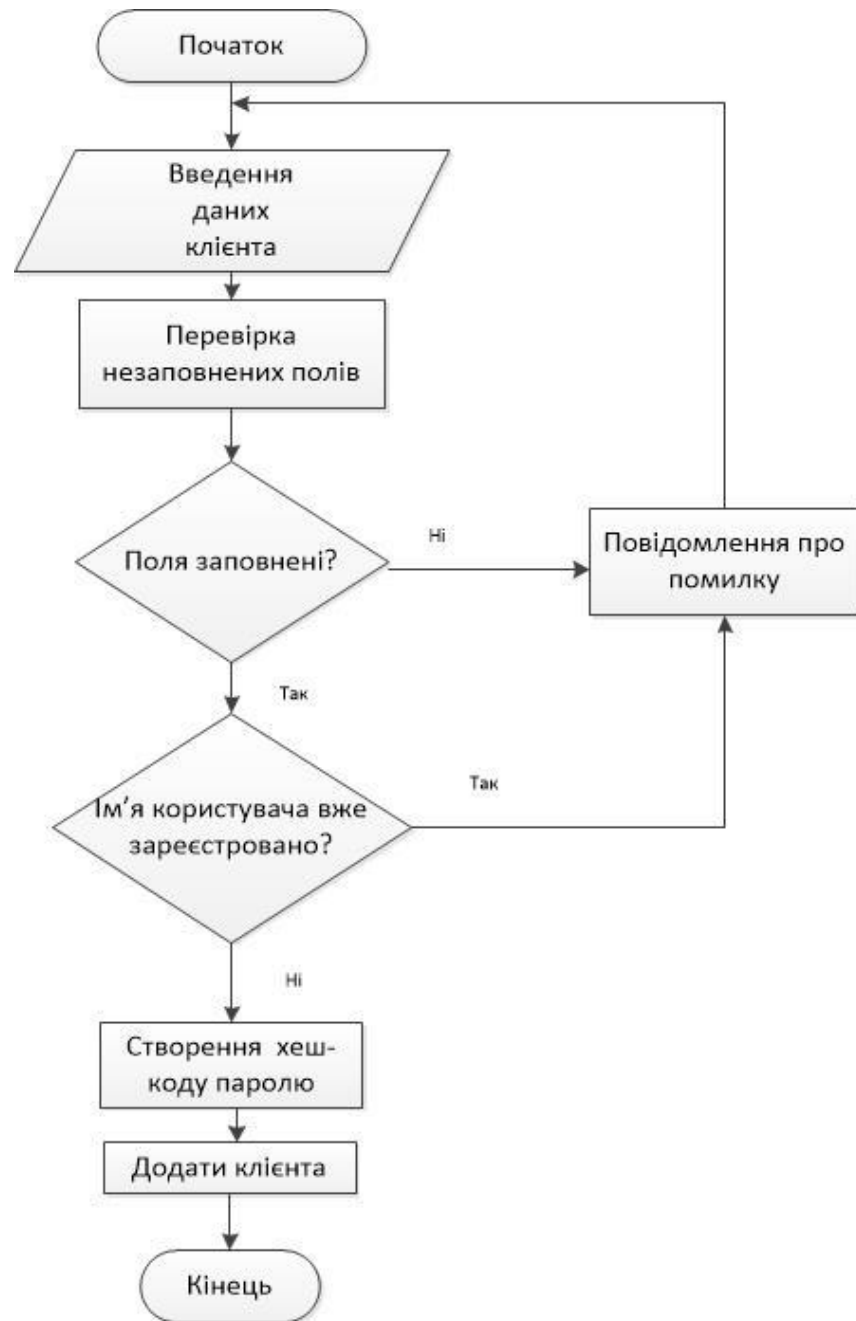 Початок
Введення
даних
клієнта
Перевірка
незаповнених полів
Поля заповнені?
Ні
Повідомлення про
помилку
Так
Ім’я користувача вже
зареєстровано?
Так
Ні
Створення хеш-
коду паролю
Додати клієнта
Кінець